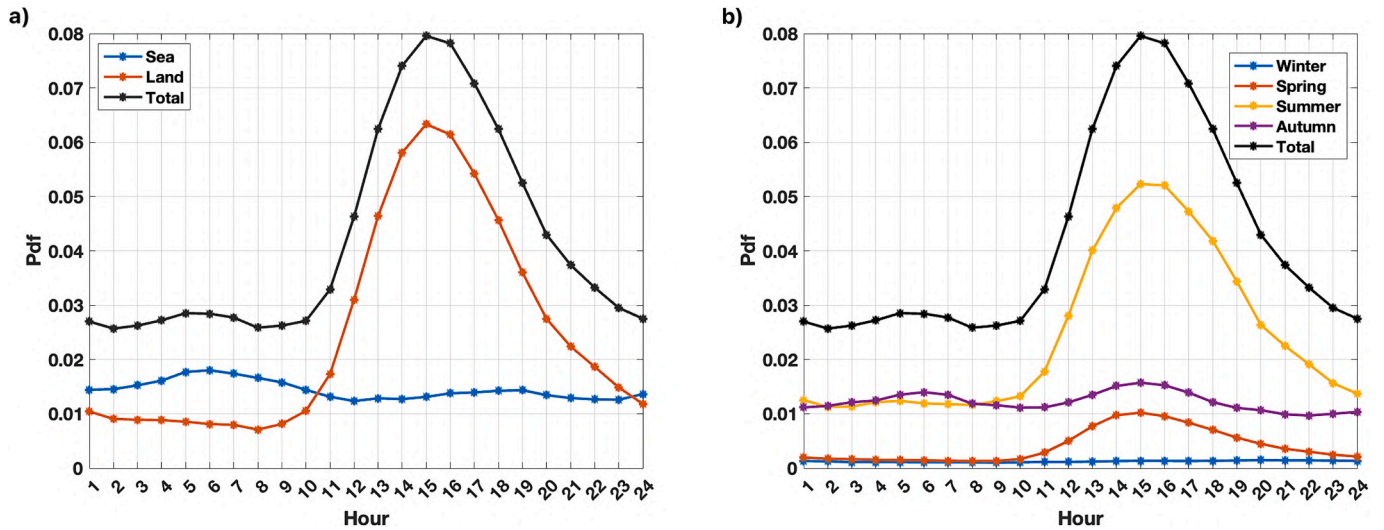 a)
0.08
0.07
0.06
0.05
0.04
0.03
0.02
0.01
0
Pdf
Sea
Land
Total
1 2 3 4 5 6 7 8 9 10 11 12 13 14 15 16 17 18 19 20 21 22 23 24
Hour
b)
0.08
0.07
0.06
0.05
0.04
0.03
0.02
0.01
0
Pdf
Winter
Spring
Summer
Autumn
Total
1 2 3 4 5 6 7 8 9 10 11 12 13 14 15 16 17 18 19 20 21 22 23 24
Hour